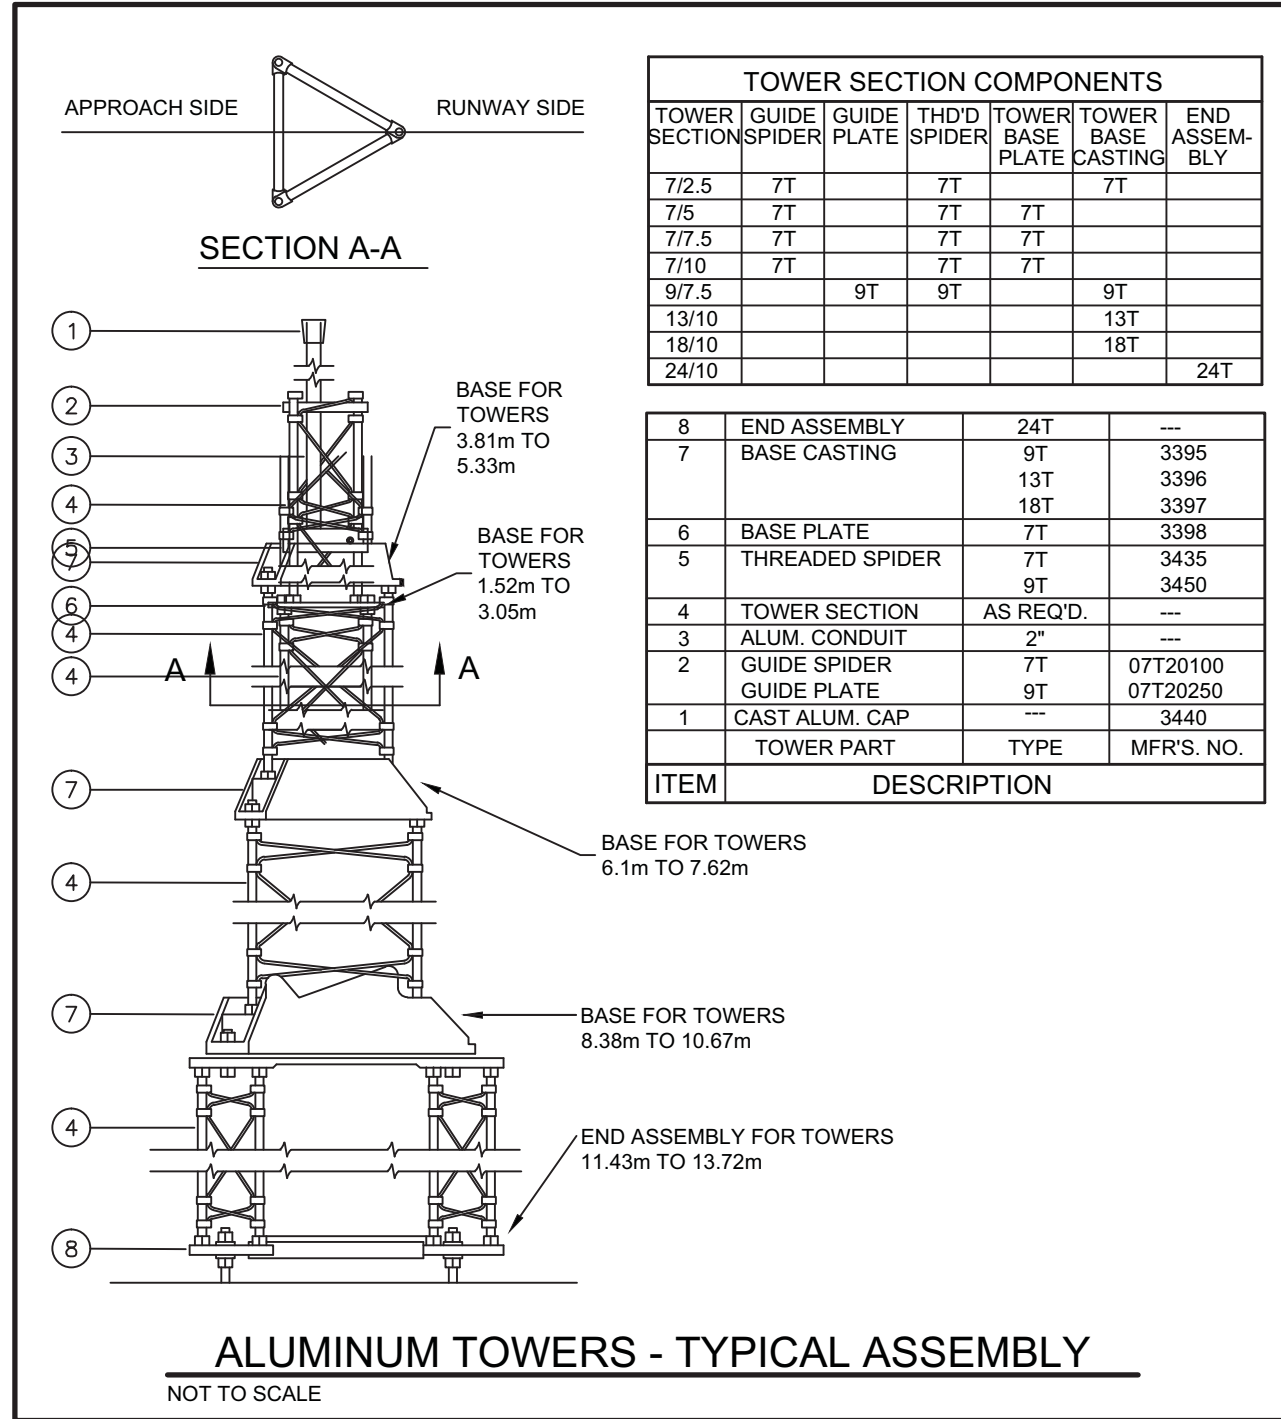 APPROACH SIDE
RUNWAY SIDE
SECTION A-A
TOWER SECTION COMPONENTS
TOWER SECTION GUIDE SPIDER GUIDE PLATE THD'D SPIDER TOWER BASE PLATE TOWER BASE CASTING END ASSEM-BLY
7/2.5 7T 7T 7T
7/5 7T 7T 7T
7/7.5 7T 7T 7T
7/10 7T 7T 7T
9/7.5 9T 9T 9T
13/10 13T
18/10 18T
24/10 24T
8 END ASSEMBLY 24T ---
7 BASE CASTING 9T 3395
13T 3396
18T 3397
6 BASE PLATE 7T 3398
5 THREADED SPIDER 7T 3435
9T 3450
4 TOWER SECTION AS REQ'D. ---
3 ALUM. CONDUIT 2" ---
2 GUIDE SPIDER 7T 07T20100
GUIDE PLATE 9T 07T20250
1 CAST ALUM. CAP --- 3440
TOWER PART TYPE MFR'S. NO.
ITEM DESCRIPTION
1
2
3
4
5
7
6
4
4
7
4
7
4
8
BASE FOR
TOWERS
3.81m TO
5.33m
BASE FOR
TOWERS
1.52m TO
3.05m
A A
BASE FOR TOWERS
6.1m TO 7.62m
BASE FOR TOWERS
8.38m TO 10.67m
END ASSEMBLY FOR TOWERS
11.43m TO 13.72m
ALUMINUM TOWERS - TYPICAL ASSEMBLY
NOT TO SCALE